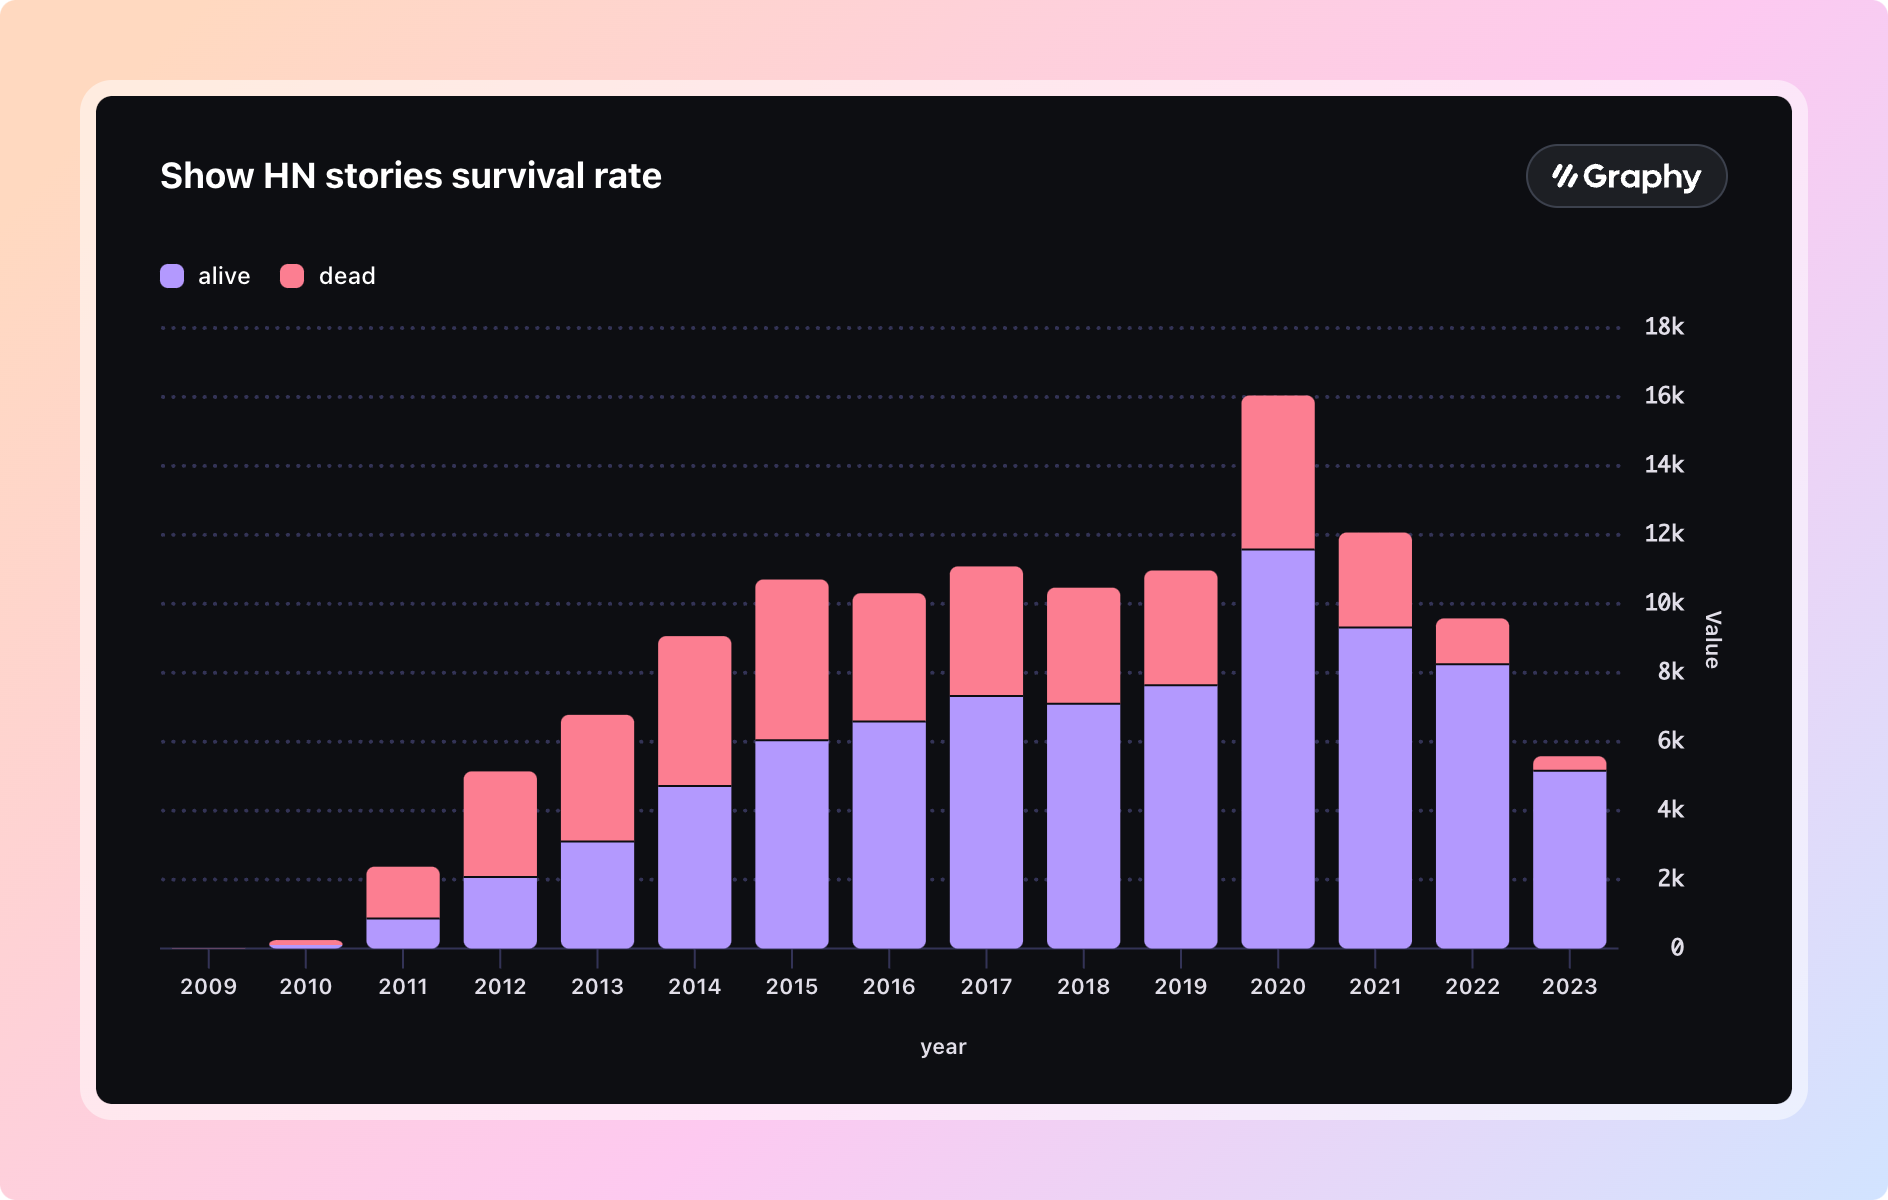 Show HN stories survival rate
Graphy
alive dead
18k
16k
14k
12k
10k
8k
6k
4k
2k
0
Value
2009 2010 2011 2012 2013 2014 2015 2016 2017 2018 2019 2020 2021 2022 2023
year